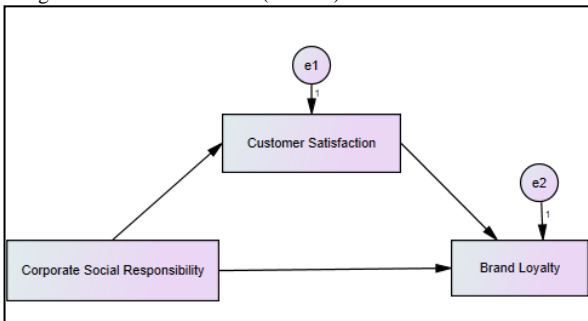 e1
1
Customer Satisfaction
e2
1
Corporate Social Responsibility
Brand Loyalty